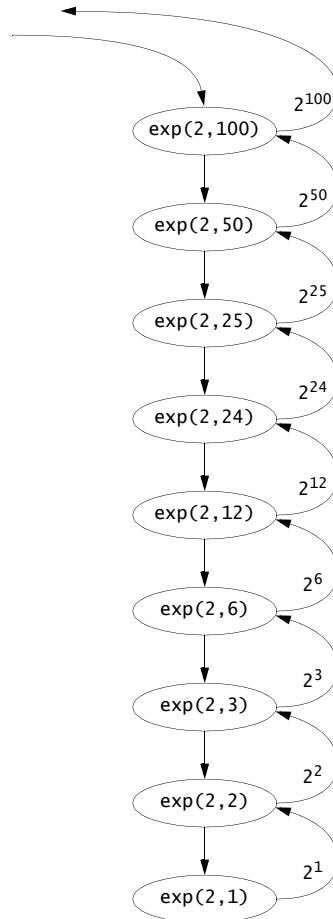 2^100
exp(2,100)
2^50
exp(2,50)
2^25
exp(2,25)
2^24
exp(2,24)
2^12
exp(2,12)
2^6
exp(2,6)
2^3
exp(2,3)
2^2
exp(2,2)
2^1
exp(2,1)